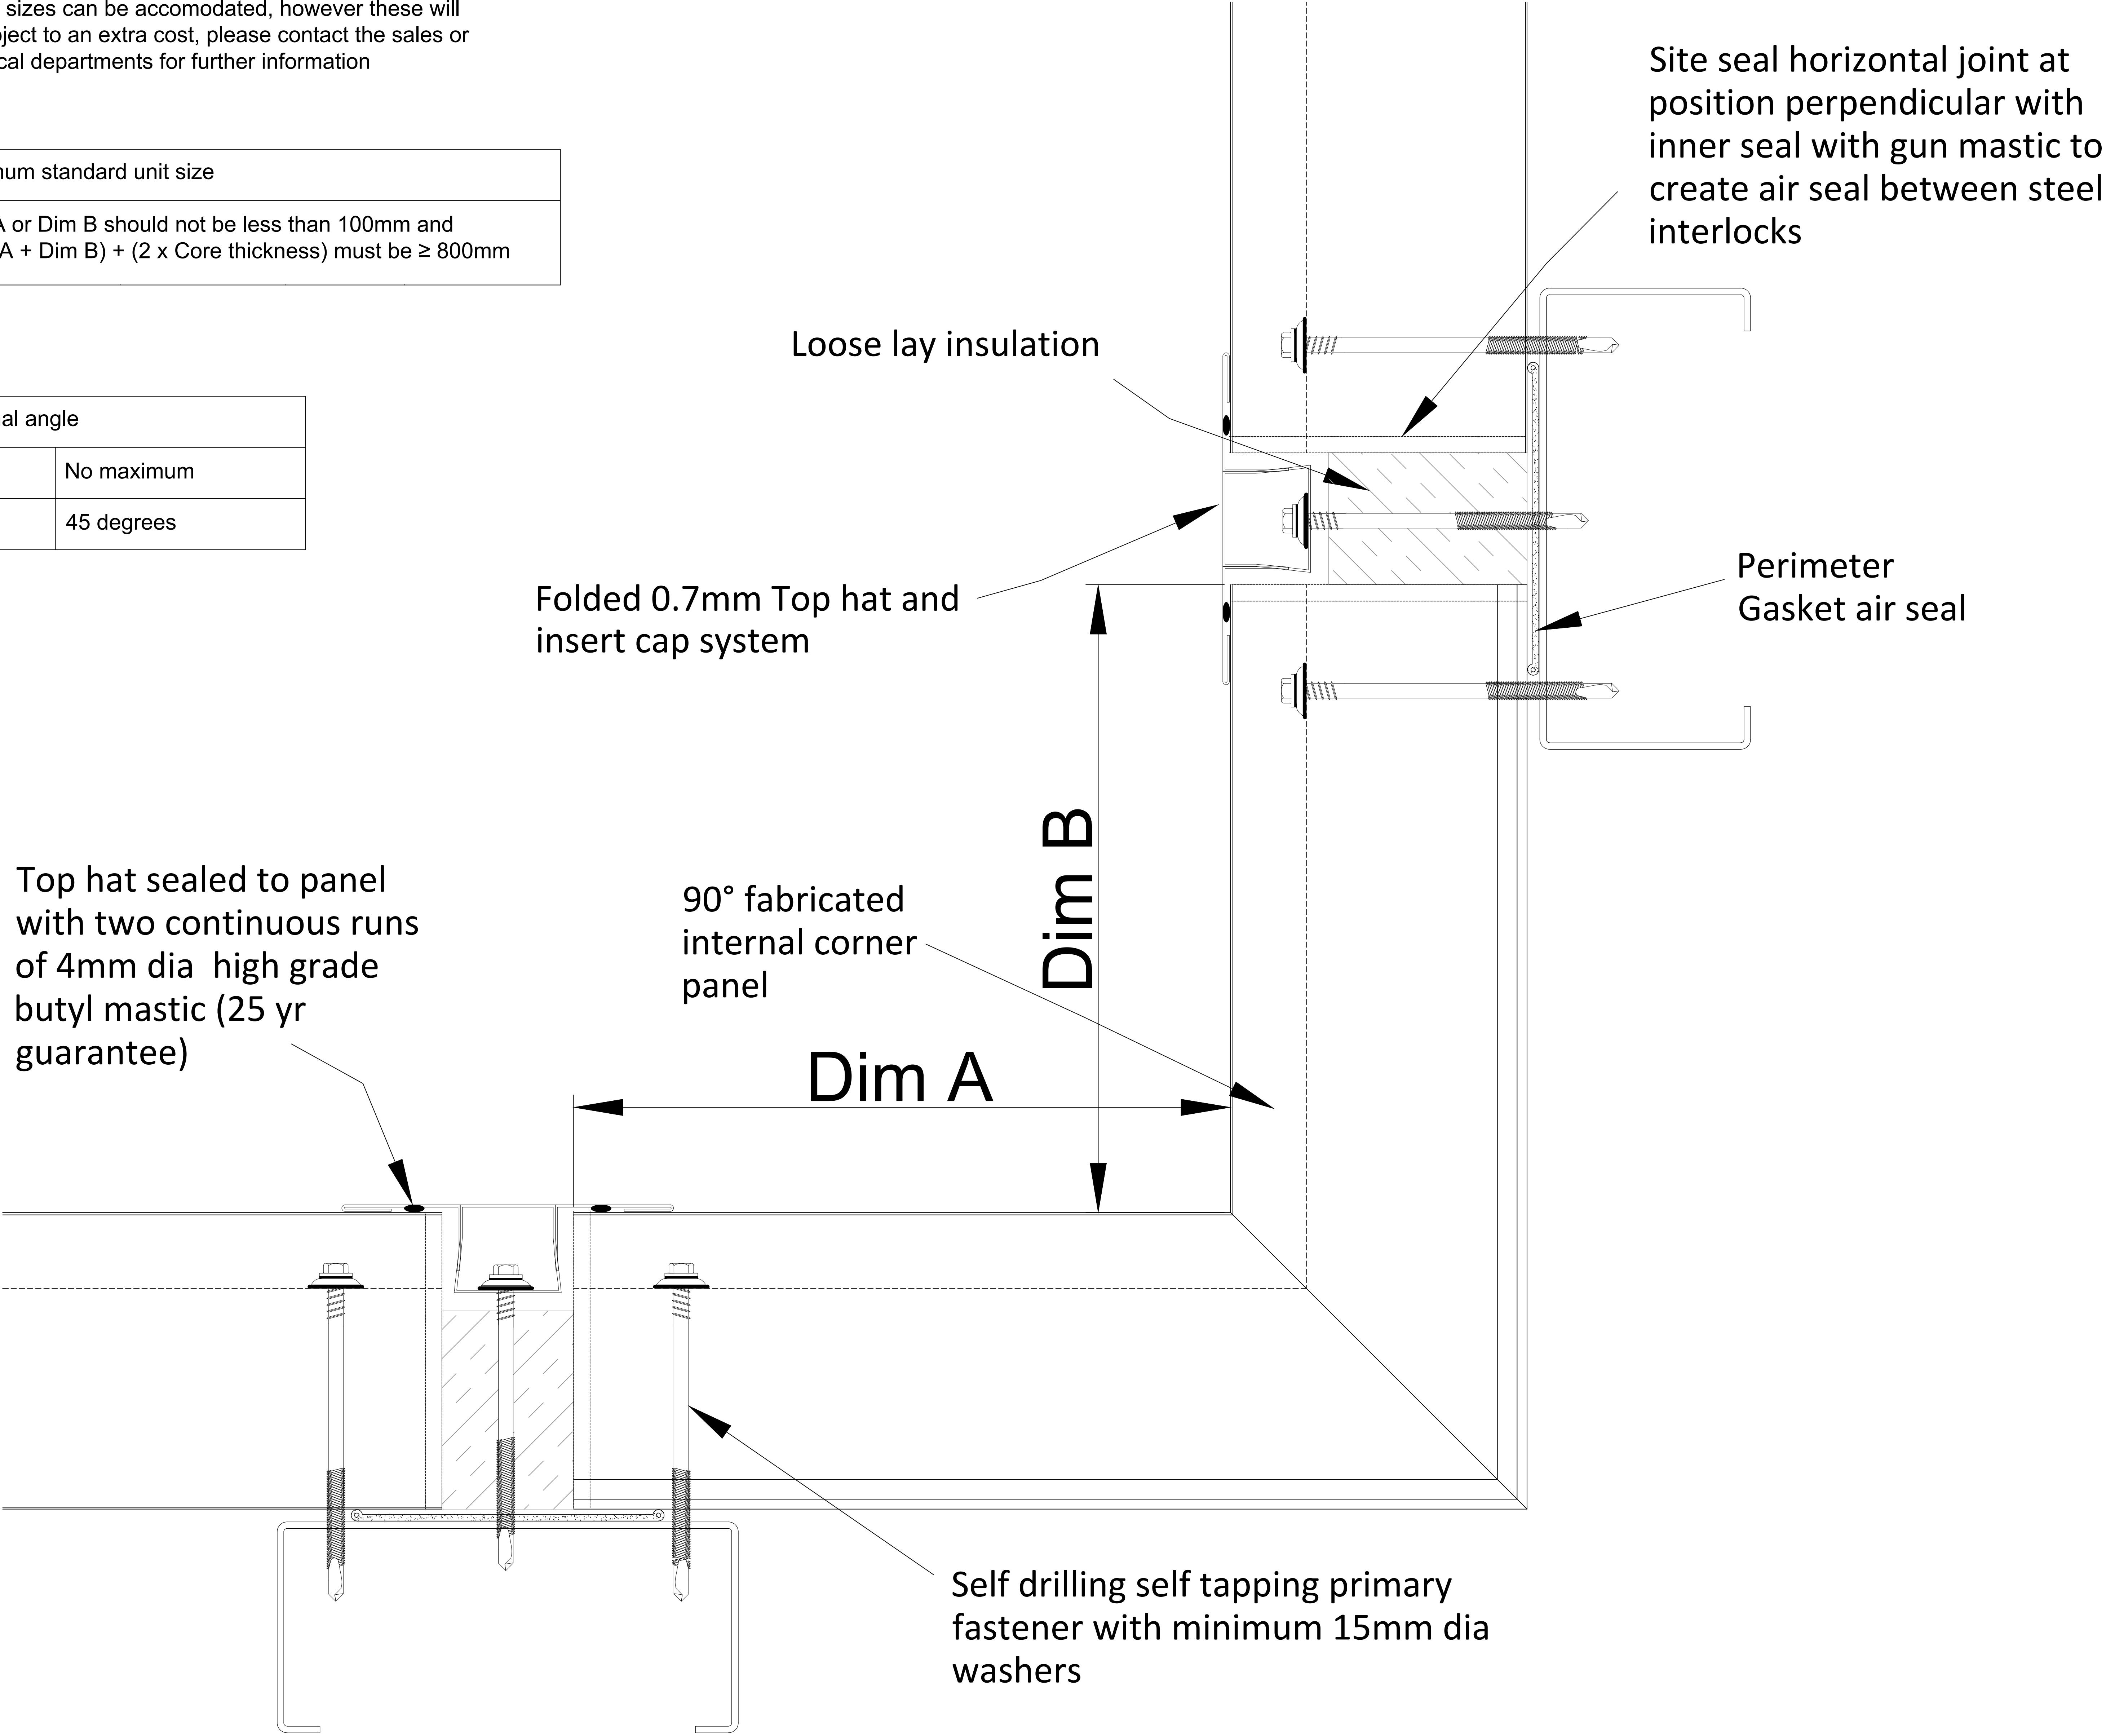 sizes can be accomodated, however these will
to an extra cost, please contact the sales or
departments for further information
standard unit size
A or Dim B should not be less than 100mm and
A + Dim B) + (2 x Core thickness) must be ≥ 800mm
angle
No maximum
45 degrees
Site seal horizontal joint at
position perpendicular with
inner seal with gun mastic to
create air seal between steel
interlocks
Loose lay insulation
Folded 0.7mm Top hat and
insert cap system
Perimeter
Gasket air seal
Top hat sealed to panel
with two continuous runs
of 4mm dia high grade
butyl mastic (25 yr
guarantee)
90° fabricated
internal corner
panel
Dim B
Dim A
Self drilling self tapping primary
fastener with minimum 15mm dia
washers